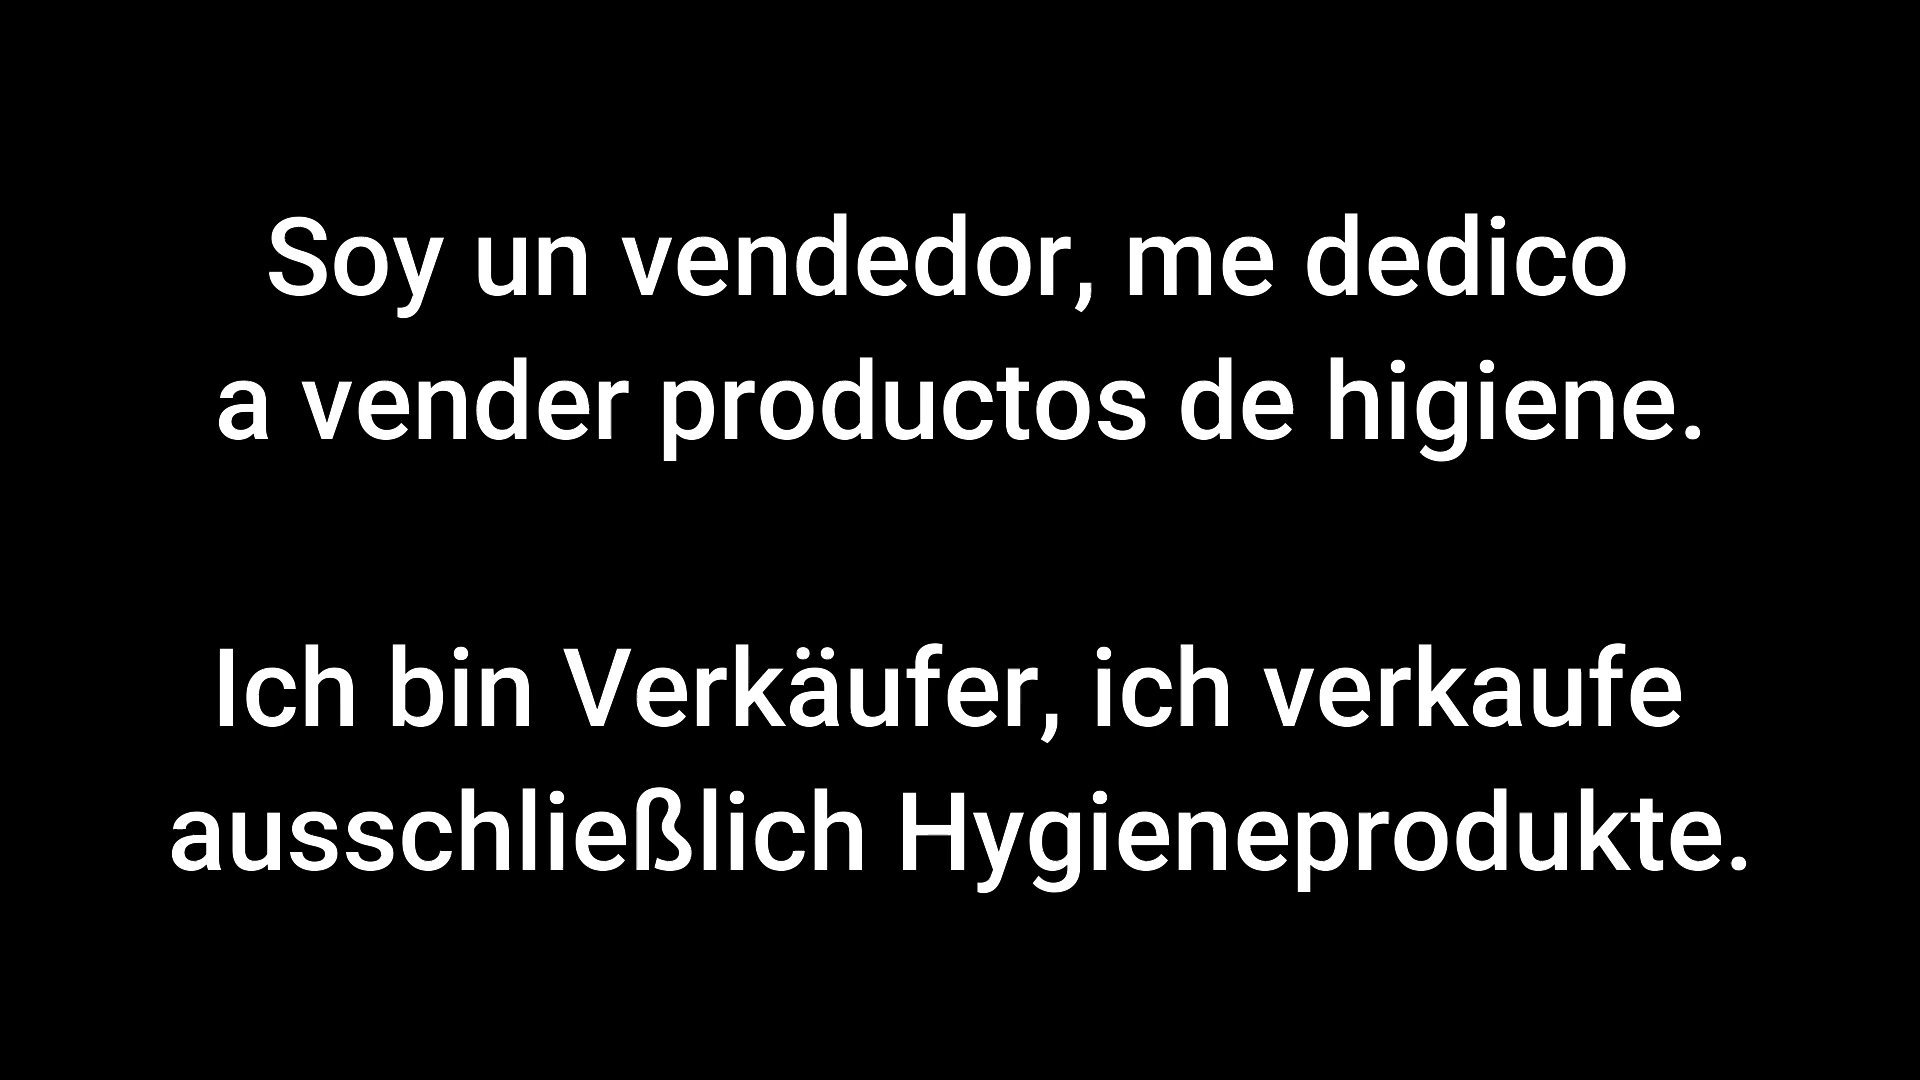 Soy un vendedor, me dedico
a vender productos de higiene.
Ich bin Verkäufer, ich verkaufe
ausschließlich Hygieneprodukte.